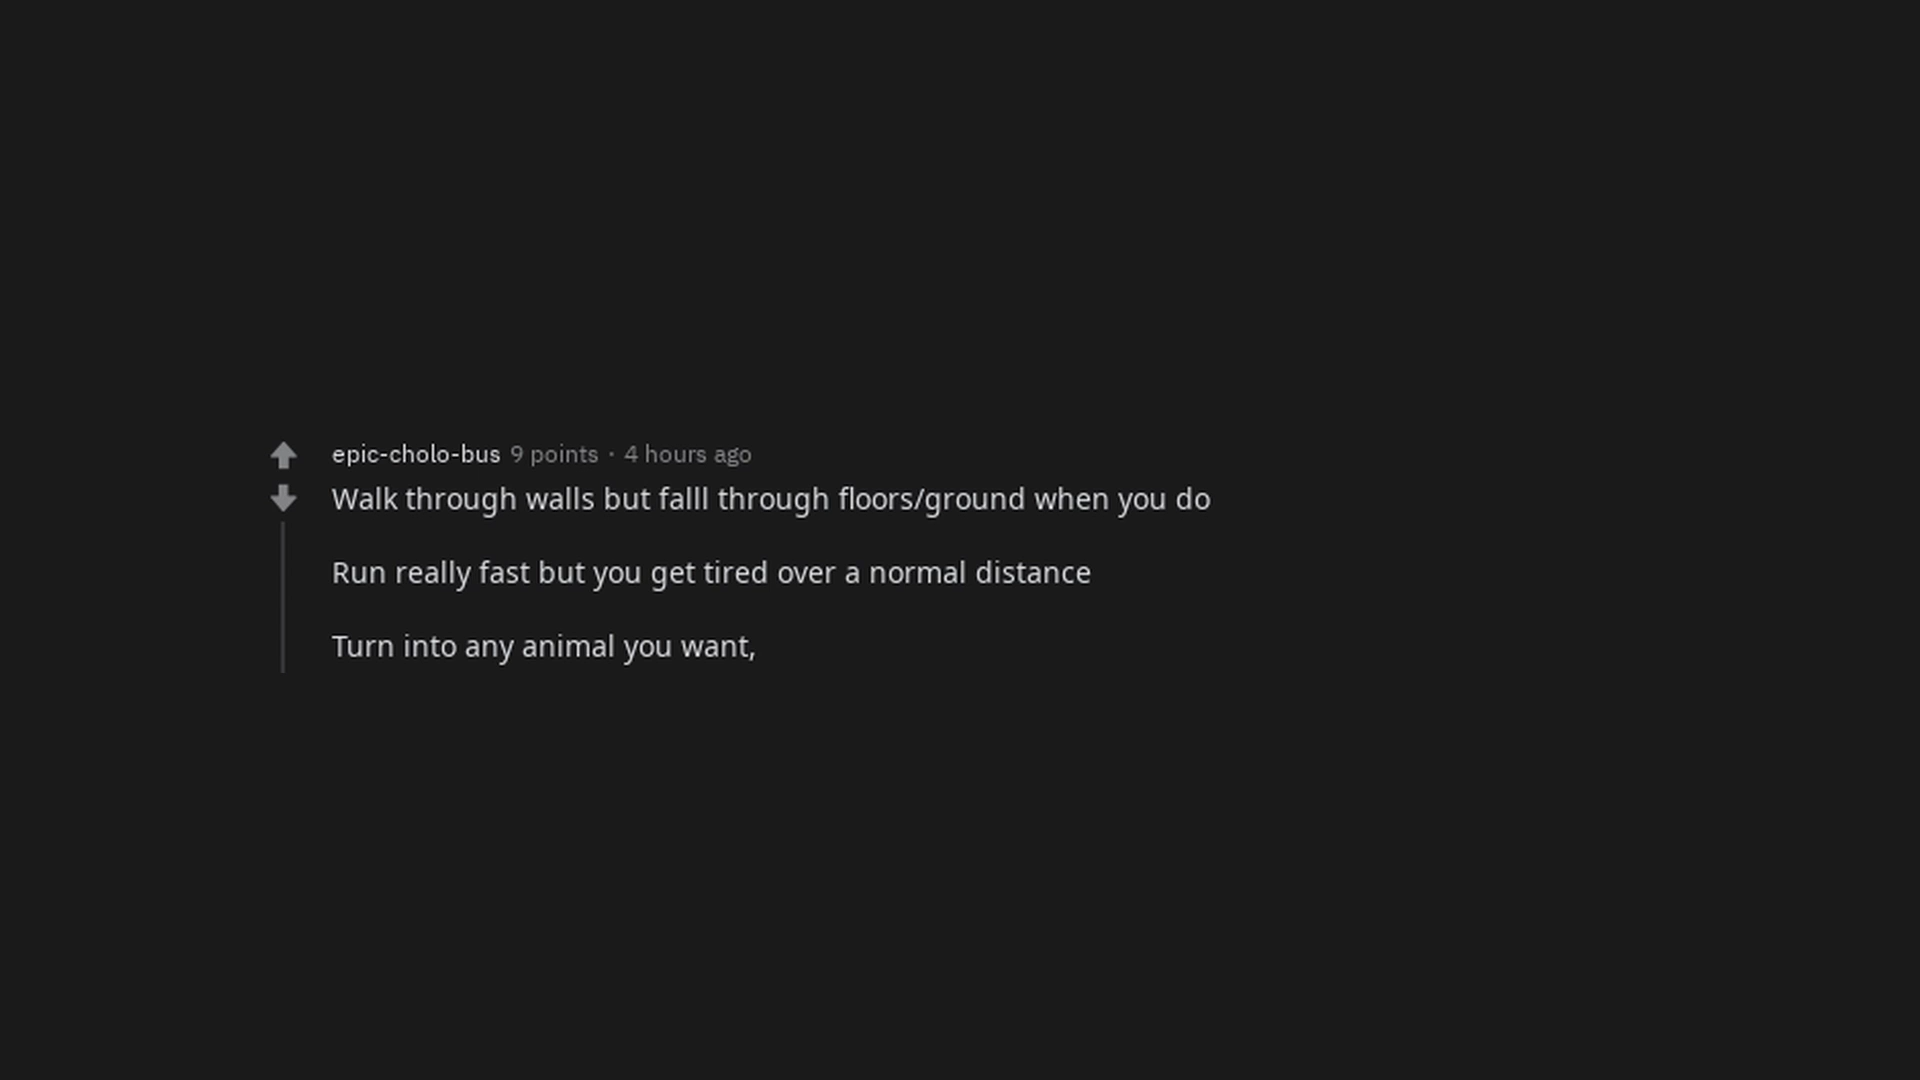 epic-cholo-bus 9 points · 4 hours ago
Walk through walls but falll through floors/ground when you do
Run really fast but you get tired over a normal distance
Turn into any animal you want,